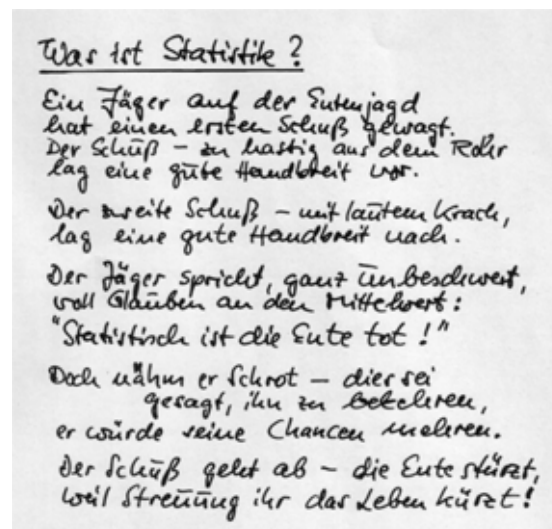 Was ist Statistik?
Ein Jäger auf der Entenjagd
hat einen ersten Schuß gewagt.
Der Schuß – zu hastig aus dem Rohr
lag eine gute Handbreit vor.
Der zweite Schuß – mit lautem Krach,
lag eine gute Handbreit nach.
Der Jäger spricht, ganz unbeschwert,
voll Glauben an den Mittelwert:
"Statistisch ist die Ente tot!"
Doch nähm er Schrot – dies sei
gesagt, ihn zu bekehren,
er würde seine Chancen mehren.
Der Schuß geht ab – die Ente stürzt,
weil Streuung ihr das Leben kürzt!